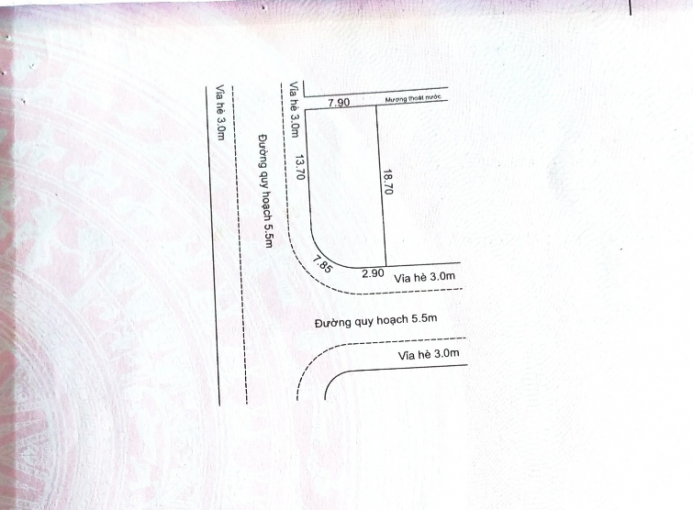 Vỉa hè 3.0m
Đường quy hoạch 5.5m
Vỉa hè 3.0m
13.70
7.90
Mương thoát nước
18.70
7.85
2.90
Vỉa hè 3.0m
Đường quy hoạch 5.5m
Vỉa hè 3.0m